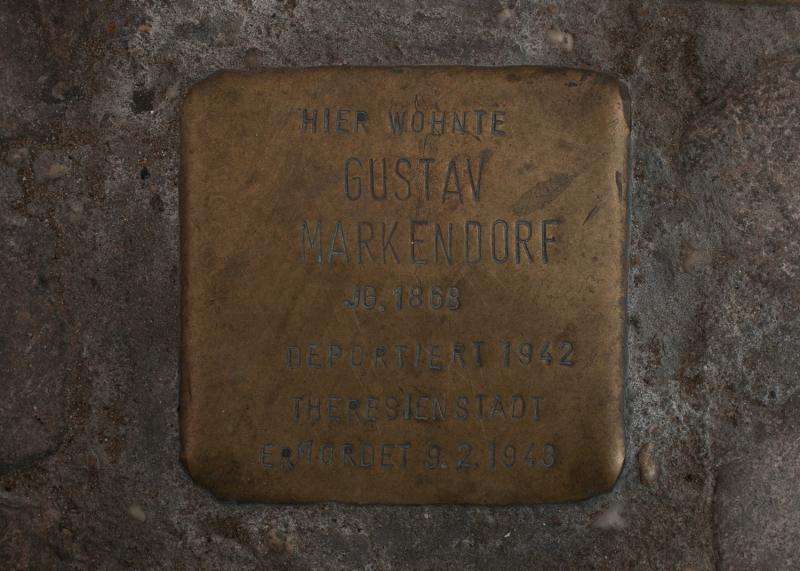 HIER WOHNTE
GUSTAV
MARKENDORF
JG. 1868
DEPORTIERT 1942
THERESIENSTADT
ERMORDET 9.2.1943